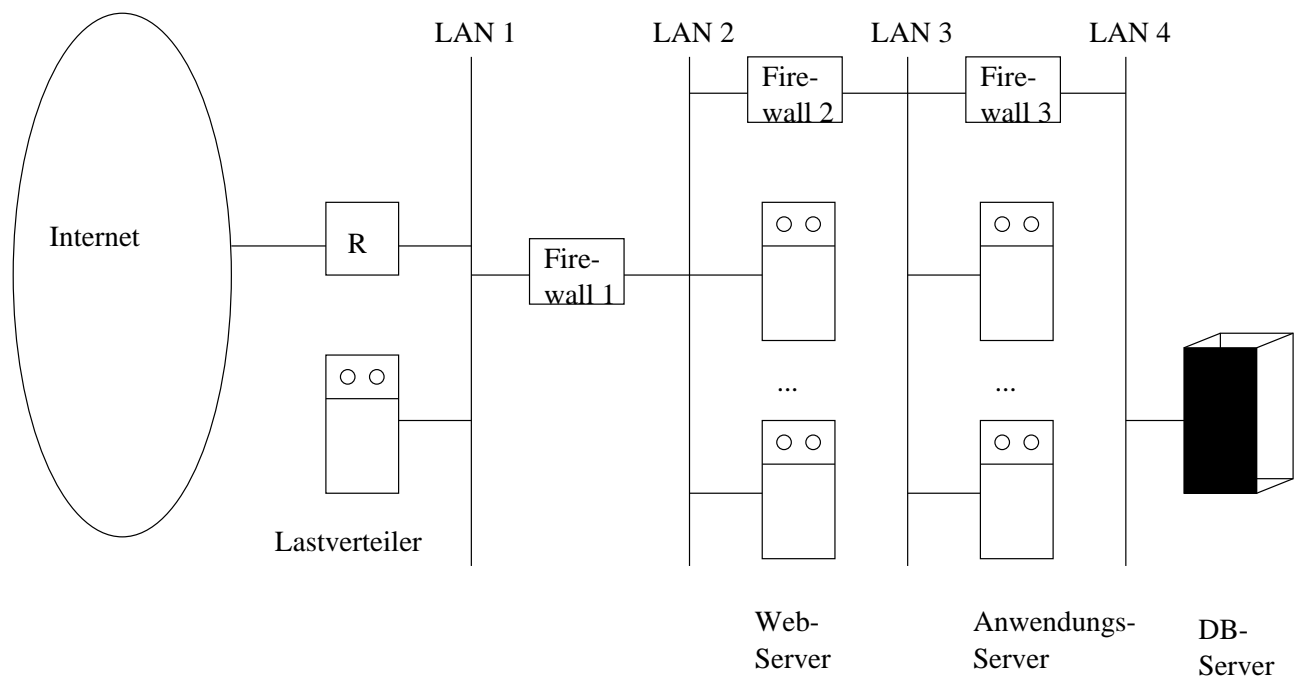 LAN 1
LAN 2
LAN 3
LAN 4
Fire-
wall 2
Fire-
wall 3
Internet
R
Fire-
wall 1
...
...
Lastverteiler
Web-
Server
Anwendungs-
Server
DB-
Server